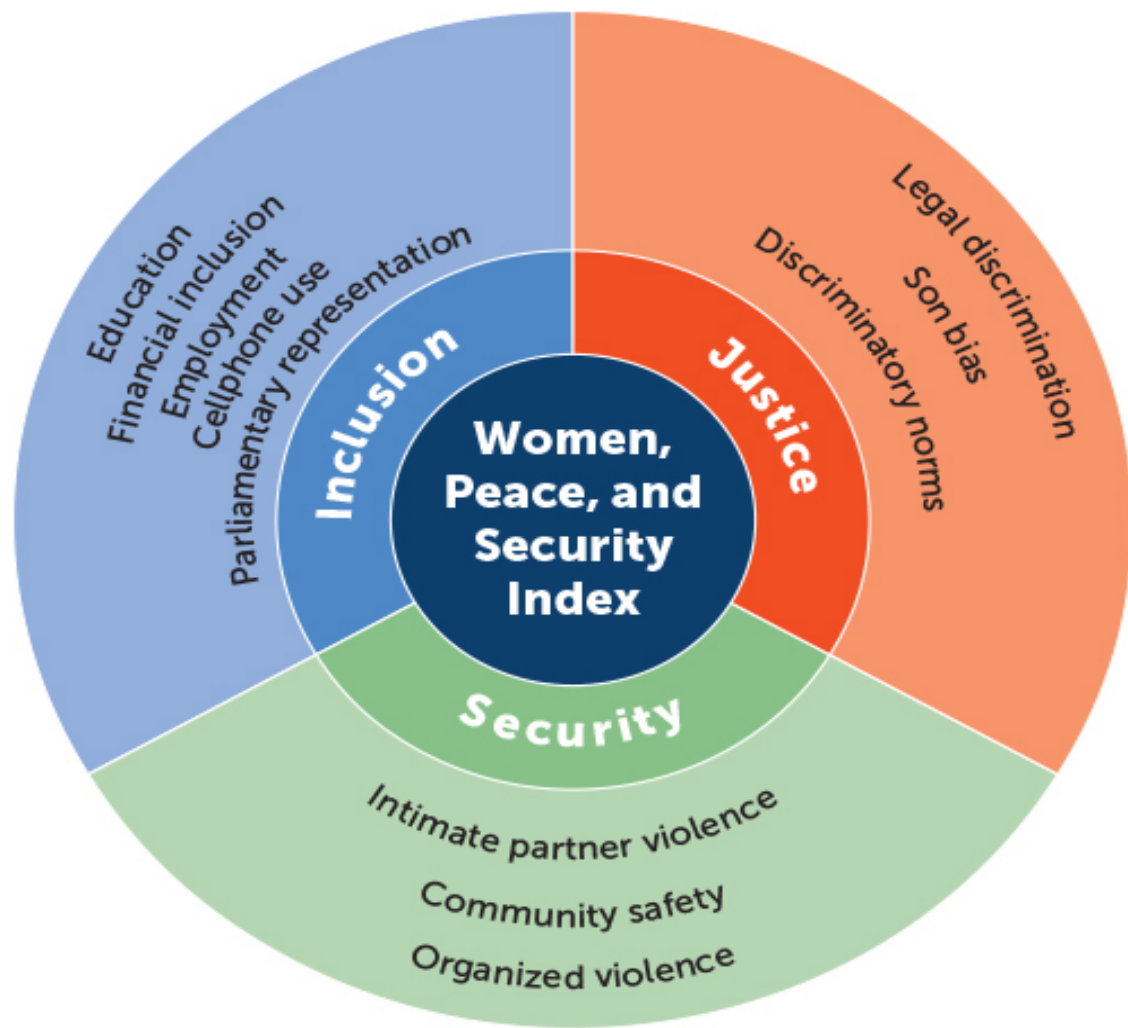 Education
Financial inclusion
Employment
Cellphone use
Parliamentary representation
Inclusion
Legal discrimination
Son bias
Discriminatory norms
Justice
Women,
Peace, and
Security
Index
Security
Intimate partner violence
Community safety
Organized violence